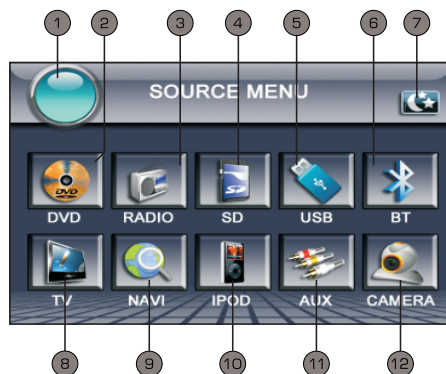 1 2 3 4 5 6 7
SOURCE MENU
DVD
SD
DVD RADIO SD USB BT
TV NAVI IPOD AUX CAMERA
8 9 10 11 12